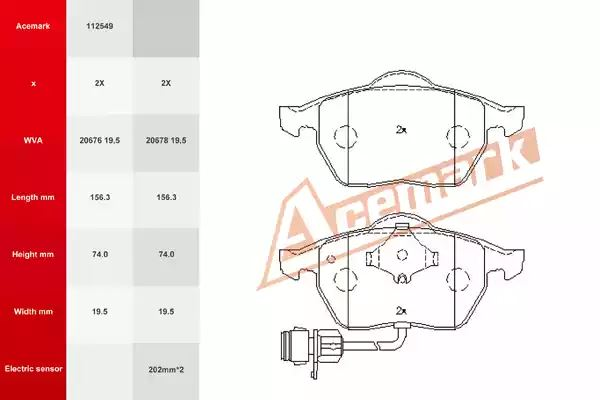 Acemark 112549
x 2X 2X
WVA 20676 19,5 20678 19,5
Length mm 156.3 156.3
Height mm 74.0 74.0
Width mm 19.5 19.5
Electric sensor 202mm*2
2x
Acemark
2x